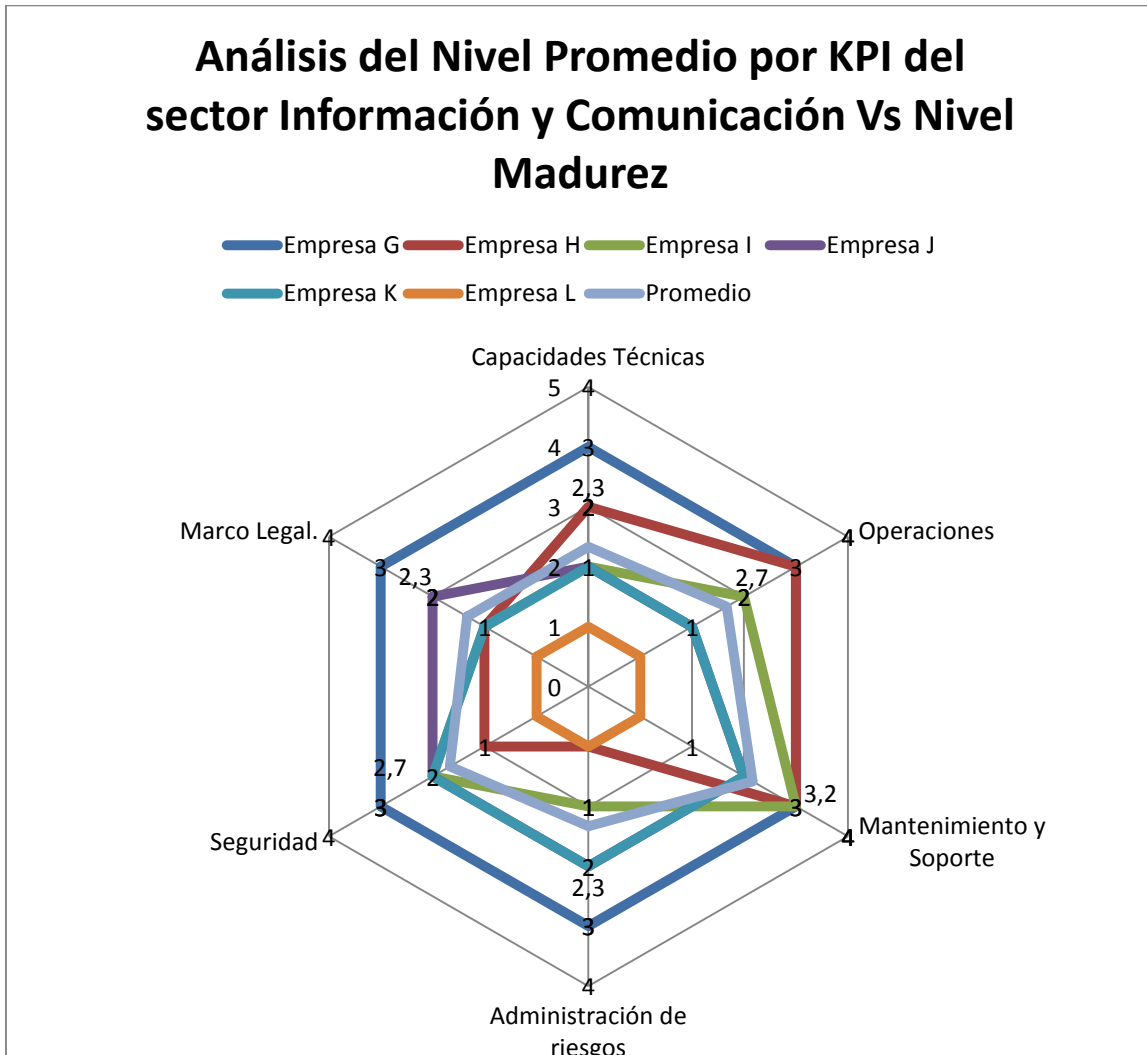 Análisis del Nivel Promedio por KPI del
sector Información y Comunicación Vs Nivel
Madurez
Empresa G Empresa H Empresa I Empresa J
Empresa K Empresa L Promedio
Capacidades Técnicas
5 4
4 3
2,3
3 2
2 1
1
0
Marco Legal.
4
3
2,3
2
1
Operaciones
4
3
2,7
2
1
1
3,2
3
4
Mantenimiento y
Soporte
1
2,7
2
3
4
Seguridad
1
2
2,3
3
4
Administración de
riesgos